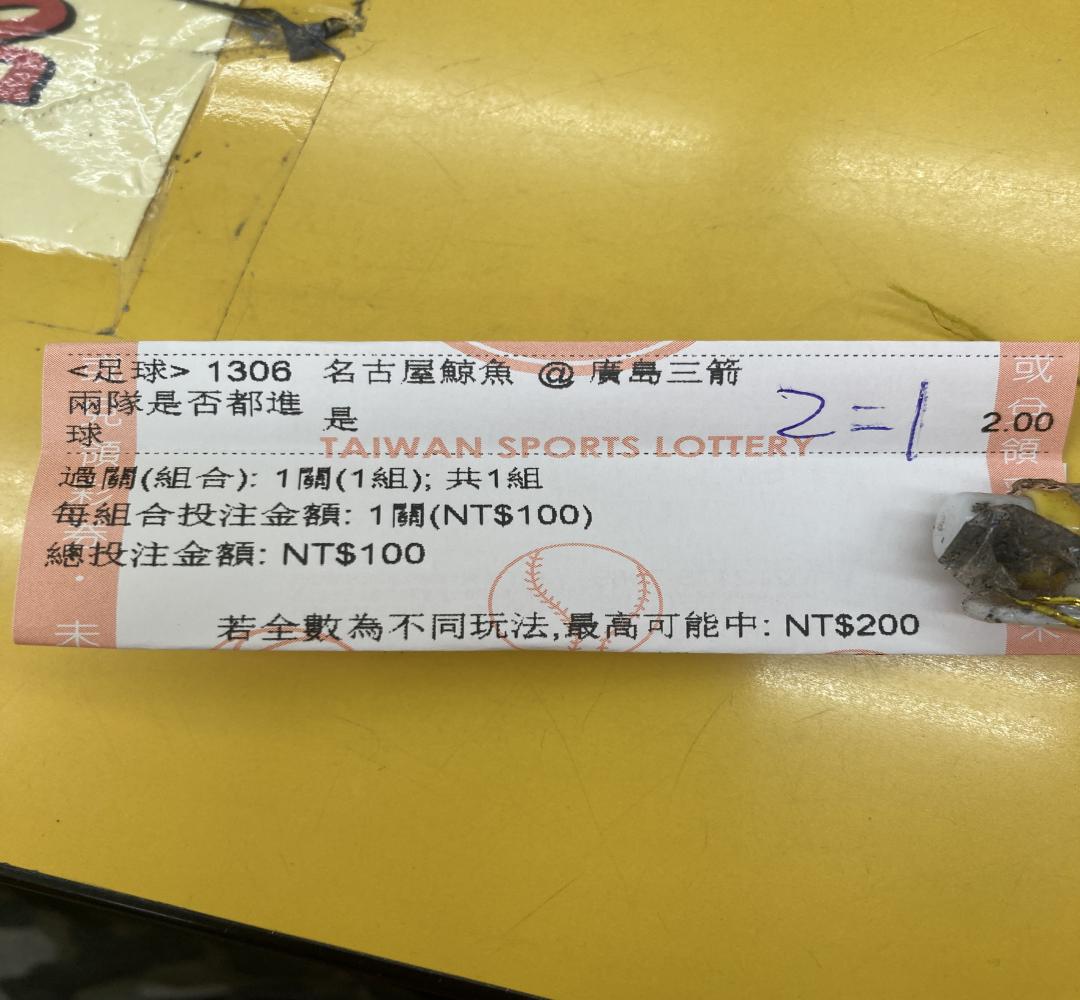 <足球> 1306 名古屋鯨魚 @ 廣島三箭
兩隊是否都進球 是 2=1 2.00
TAIWAN SPORTS LOTTERY
過關(組合): 1關(1組); 共1組
每組合投注金額: 1關(NT$100)
總投注金額: NT$100
若全數為不同玩法,最高可能中: NT$200
或
領
未